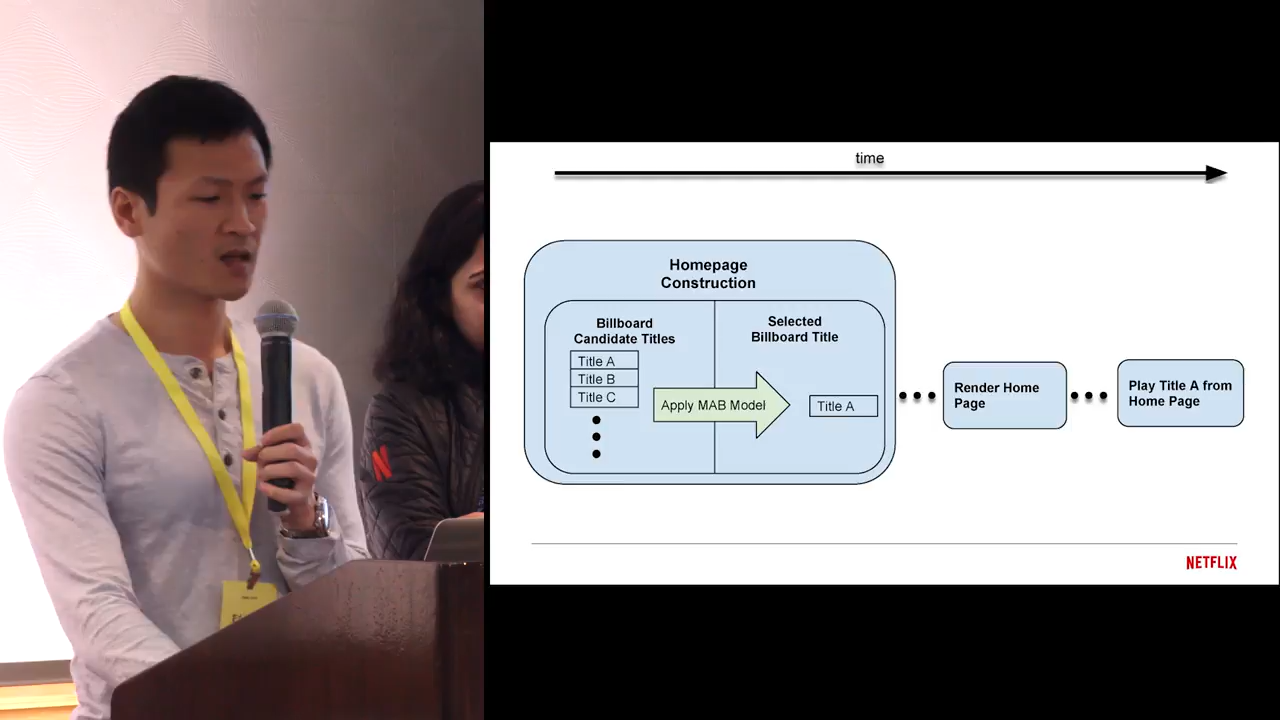 time
Homepage
Construction
Billboard
Candidate Titles
Selected
Billboard Title
Title A
Title B
Title C
Apply MAB Model
Title A
Render Home
Page
Play Title A from
Home Page
NETFLIX
N